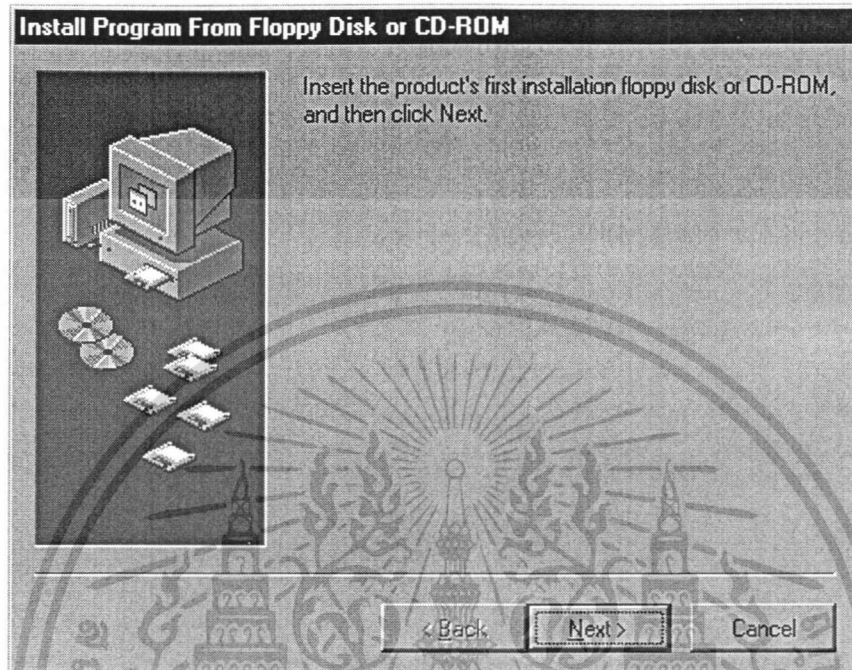 Install Program From Floppy Disk or CD-ROM
Insert the product's first installation floppy disk or CD-ROM,
and then click Next.
< Back
Next >
Cancel